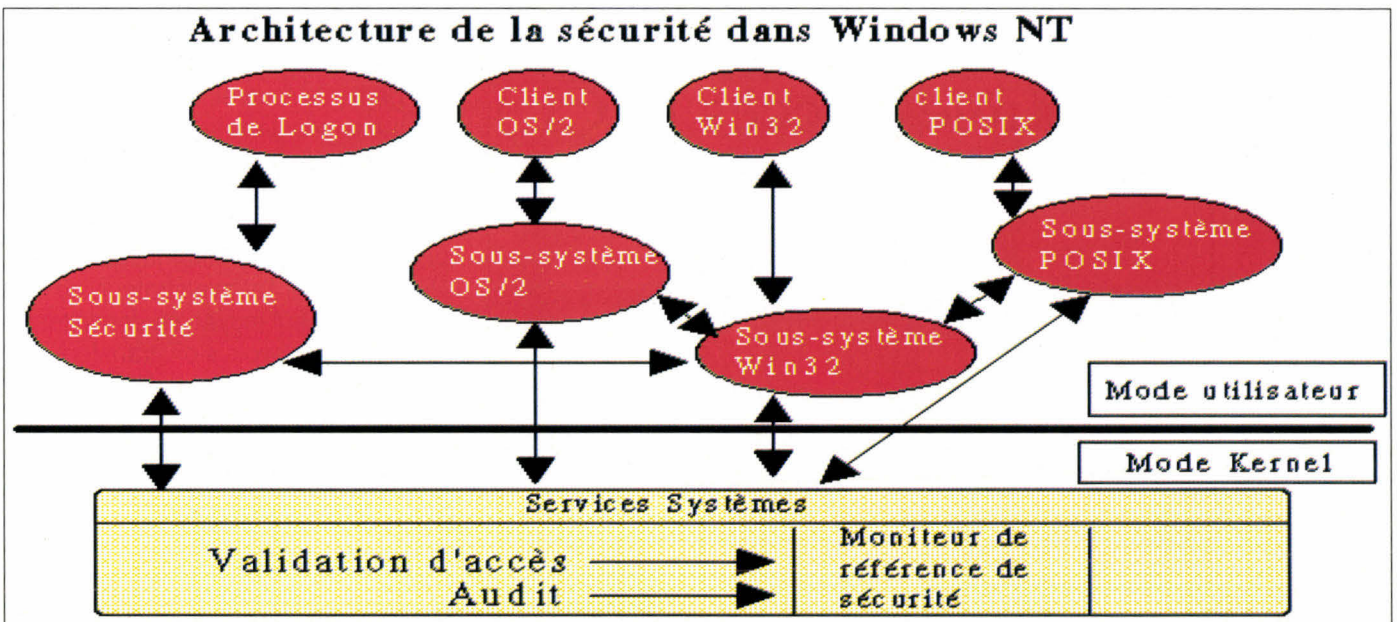 Architecture de la sécurité dans Windows NT
Processus
de Logon
Client
OS/2
Client
Win32
client
POSIX
Sous-système
Sécurité
Sous-système
OS/2
Sous-système
Win32
Sous-système
POSIX
Mode utilisateur
Mode Kernel
Services Systèmes
Validation d'accès
Audit
Moniteur de
référence de
sécurité